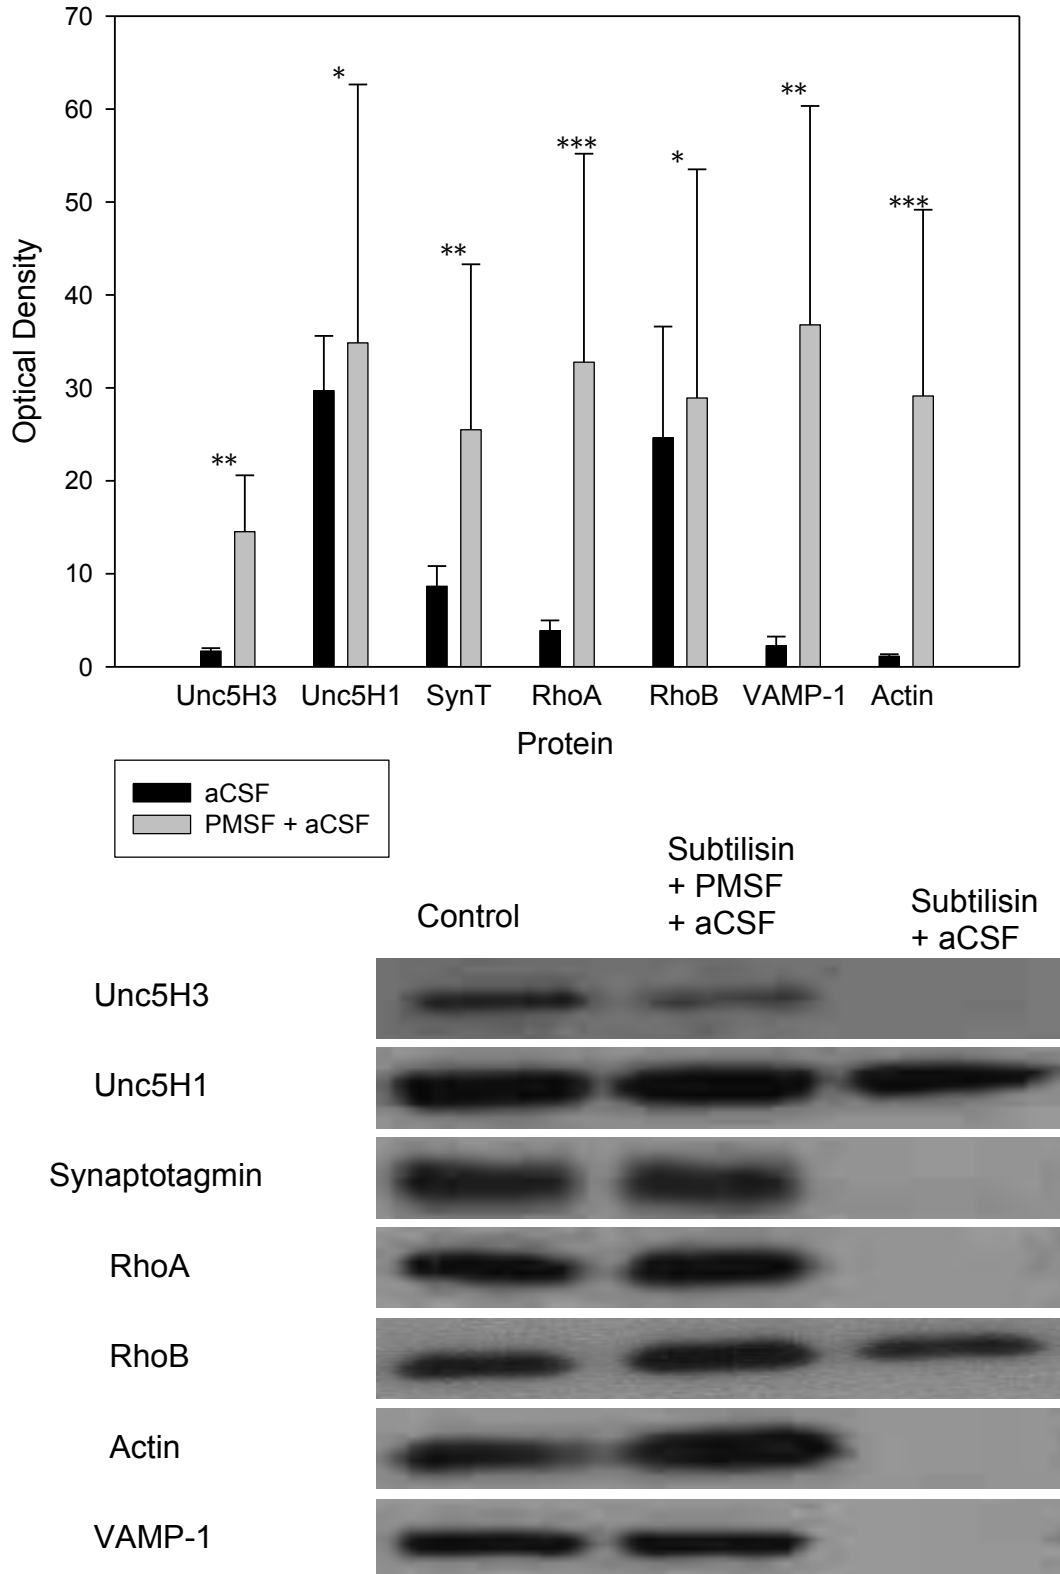 70
60
50
40
30
20
10
0
Optical Density
*
**
***
**
*
***
**
Unc5H3 Unc5H1 SynT RhoA RhoB VAMP-1 Actin
Protein
aCSF
PMSF + aCSF
Control
Subtilisin
+ PMSF
+ aCSF
Subtilisin
+ aCSF
Unc5H3
Unc5H1
Synaptotagmin
RhoA
RhoB
Actin
VAMP-1